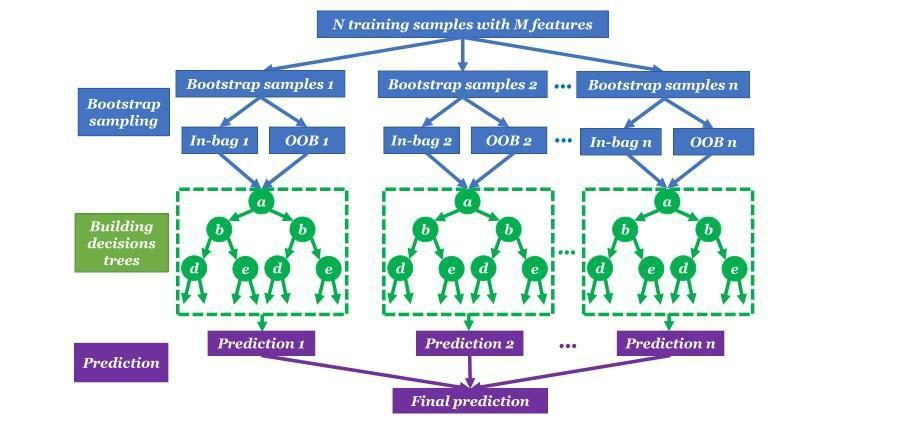 N training samples with M features
Bootstrap samples 1
Bootstrap samples 2
...
Bootstrap samples n
Bootstrap
sampling
In-bag 1
OOB 1
In-bag 2
OOB 2
...
In-bag n
OOB n
a
a
a
b
b
b
b
b
b
Building
decisions
trees
...
d
e
d
e
d
e
d
e
d
e
d
e
Prediction 1
Prediction 2
...
Prediction n
Prediction
Final prediction